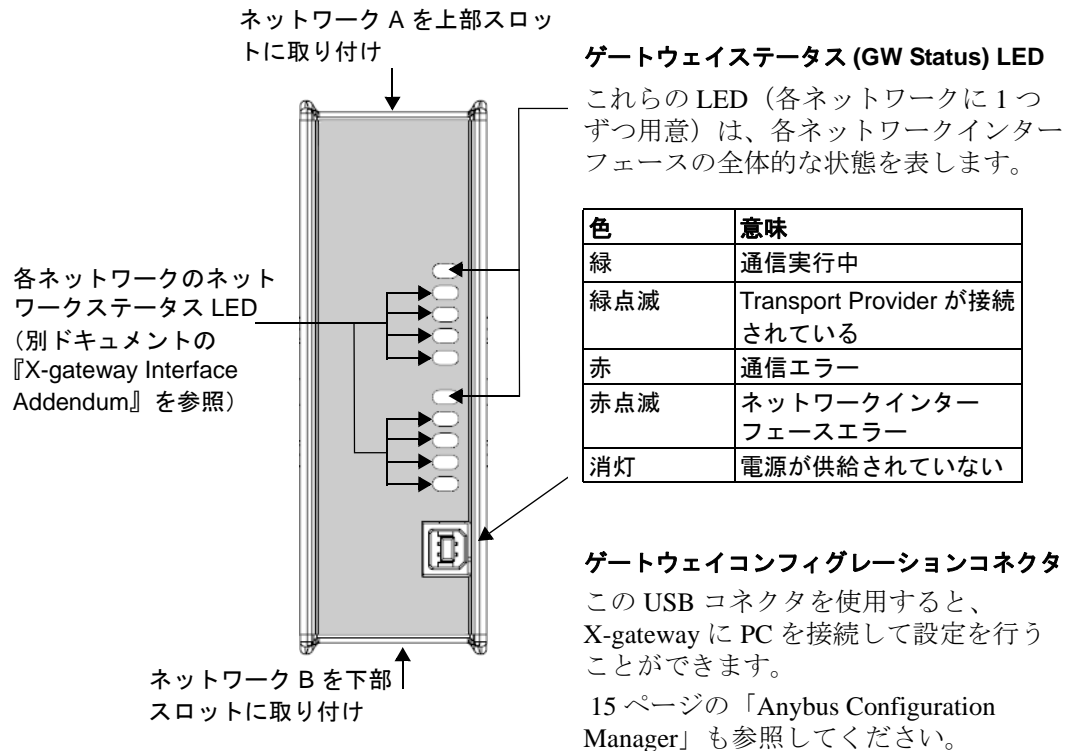 ネットワーク A を上部スロッ
トに取り付け
各ネットワークのネット
ワークステータス LED
（別ドキュメントの
『X-gateway Interface
Addendum』を参照）
ネットワーク B を下部
スロットに取り付け
ゲートウェイステータス (GW Status) LED
これらの LED（各ネットワークに 1 つ
ずつ用意）は、各ネットワークインター
フェースの全体的な状態を表します。
色 意味
緑 通信実行中
緑点滅 Transport Provider が接続
されている
赤 通信エラー
赤点滅 ネットワークインター
フェースエラー
消灯 電源が供給されていない
ゲートウェイコンフィグレーションコネクタ
この USB コネクタを使用すると、
X-gateway に PC を接続して設定を行う
ことができます。
15 ページの「Anybus Configuration
Manager」も参照してください。